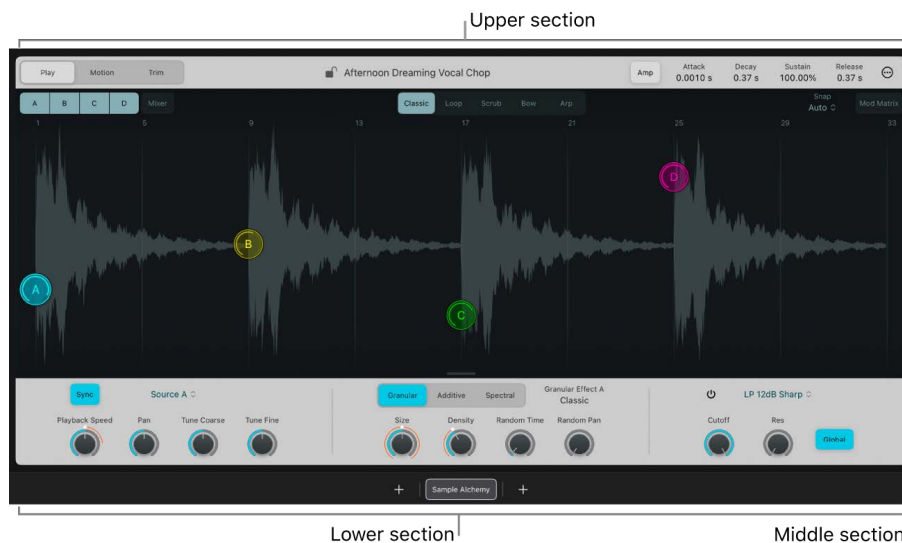 Upper section
Play Motion Trim Afternoon Dreaming Vocal Chop Amp Attack 0.0010 s Decay 0.37 s Sustain 100.00% Release 0.37 s
A B C D Mixer Classic Loop Scrub Bow Arp Snap Auto Mod Matrix
1 5 9 13 17 21 25 29 33
D
B
A
C
Sync Source A Granular Additive Spectral Granular Effect A Classic LP 12dB Sharp
Playback Speed Pan Tune Coarse Tune Fine Size Density Random Time Random Pan Cutoff Res Global
+ Sample Alchemy +
Lower section Middle section